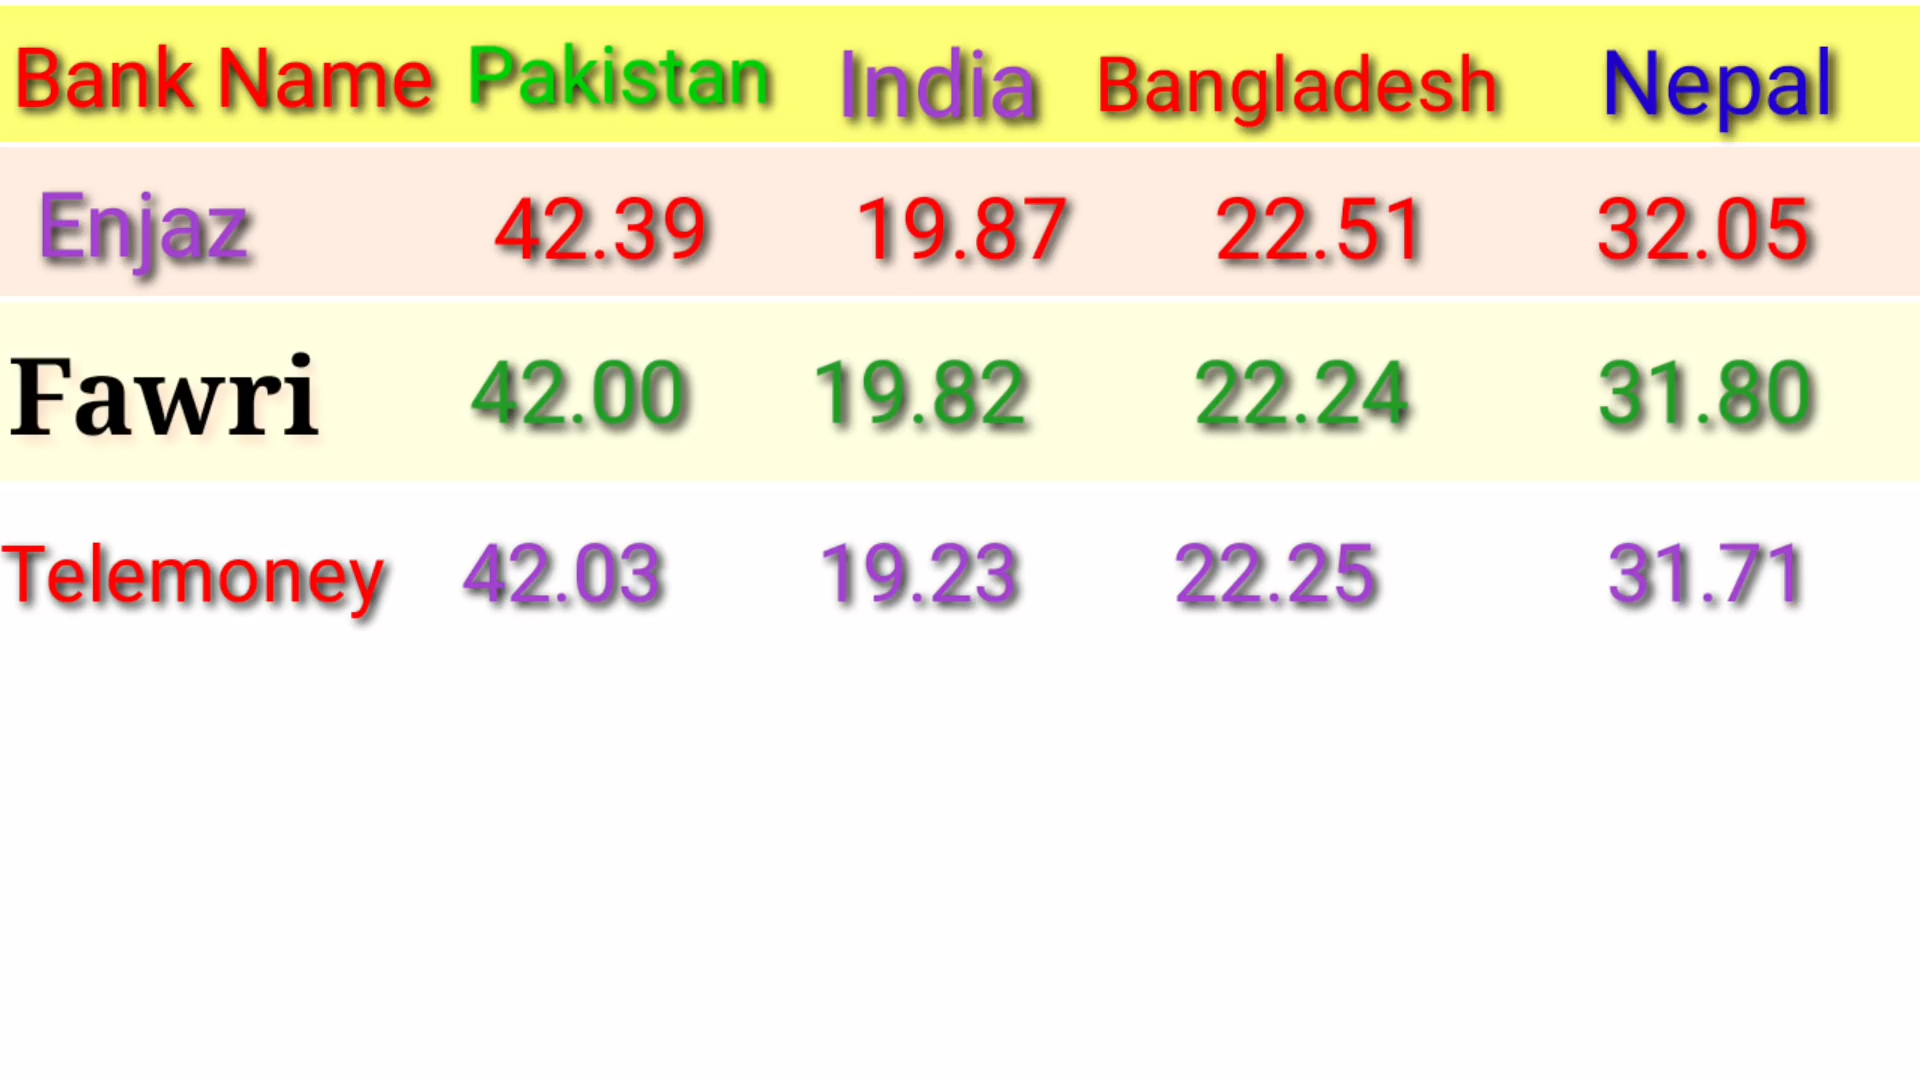 Bank Name Pakistan India Bangladesh Nepal
Enjaz 42.39 19.87 22.51 32.05
Fawri 42.00 19.82 22.24 31.80
Telemoney 42.03 19.23 22.25 31.71